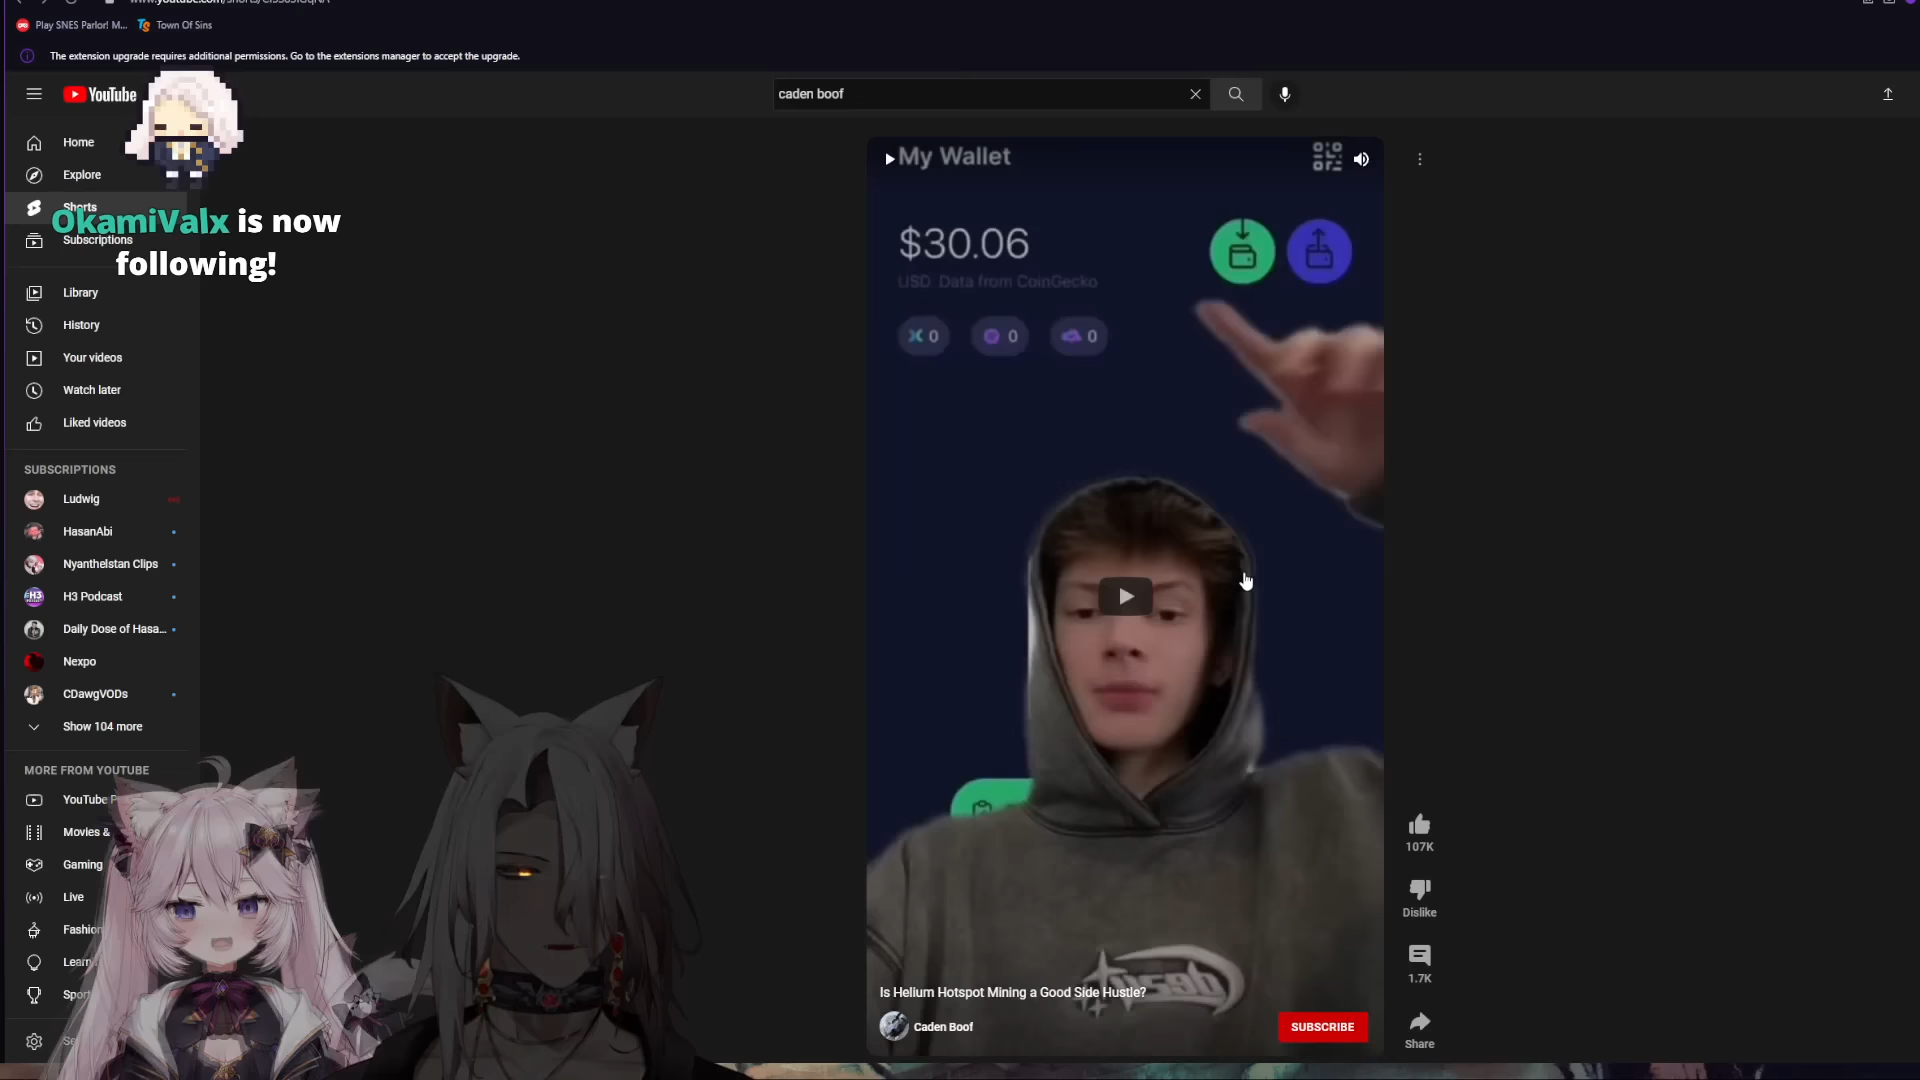 Play SNES Parlor! M...
Town Of Sins
The extension upgrade requires additional permissions. Go to the extensions manager to accept the upgrade.
YouTube
caden boof
Home
Explore
Shorts
Subscriptions
OkamiValx is now
following!
Library
History
Your videos
Watch later
Liked videos
SUBSCRIPTIONS
Ludwig
HasanAbi
Nyanthelstan Clips
H3 Podcast
Daily Dose of Hasa...
Nexpo
CDawgVODs
Show 104 more
MORE FROM YOUTUBE
YouTube P
Movies &
Gaming
Live
Fashion
Learni
Sport
Se
My Wallet
$30.06
USD. Data from CoinGecko
0
0
0
Is Helium Hotspot Mining a Good Side Hustle?
Caden Boof
SUBSCRIBE
107K
Dislike
1.7K
Share